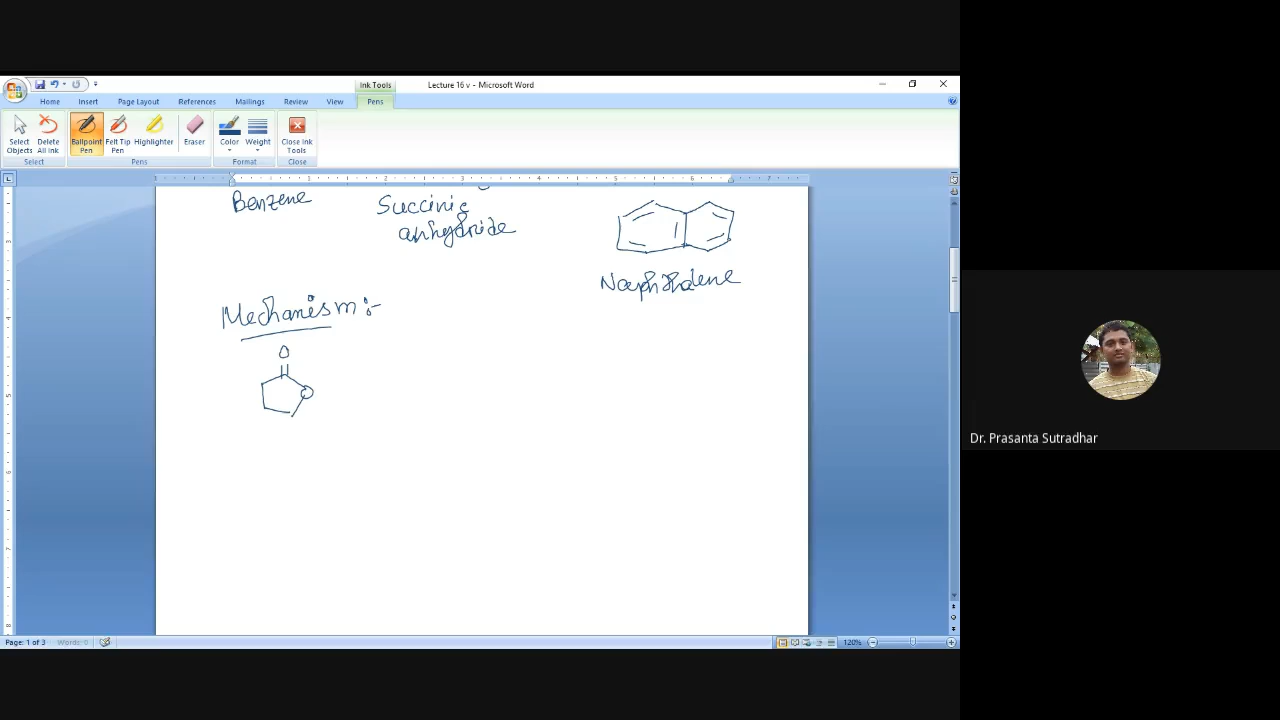 Ink Tools
Lecture 16 v - Microsoft Word
Home Insert Page Layout References Mailings Review View Pens
Select Objects
Delete All Ink
Ballpoint Pen
Felt Tip Pen
Highlighter
Eraser
Color
Weight
Close Ink Tools
Select Pens Format Close
Benzene
Succinic
anhydride
Naphthalene
Mechanism :-
O
O
Dr. Prasanta Sutradhar
Page: 1 of 3 Words: 0 120%